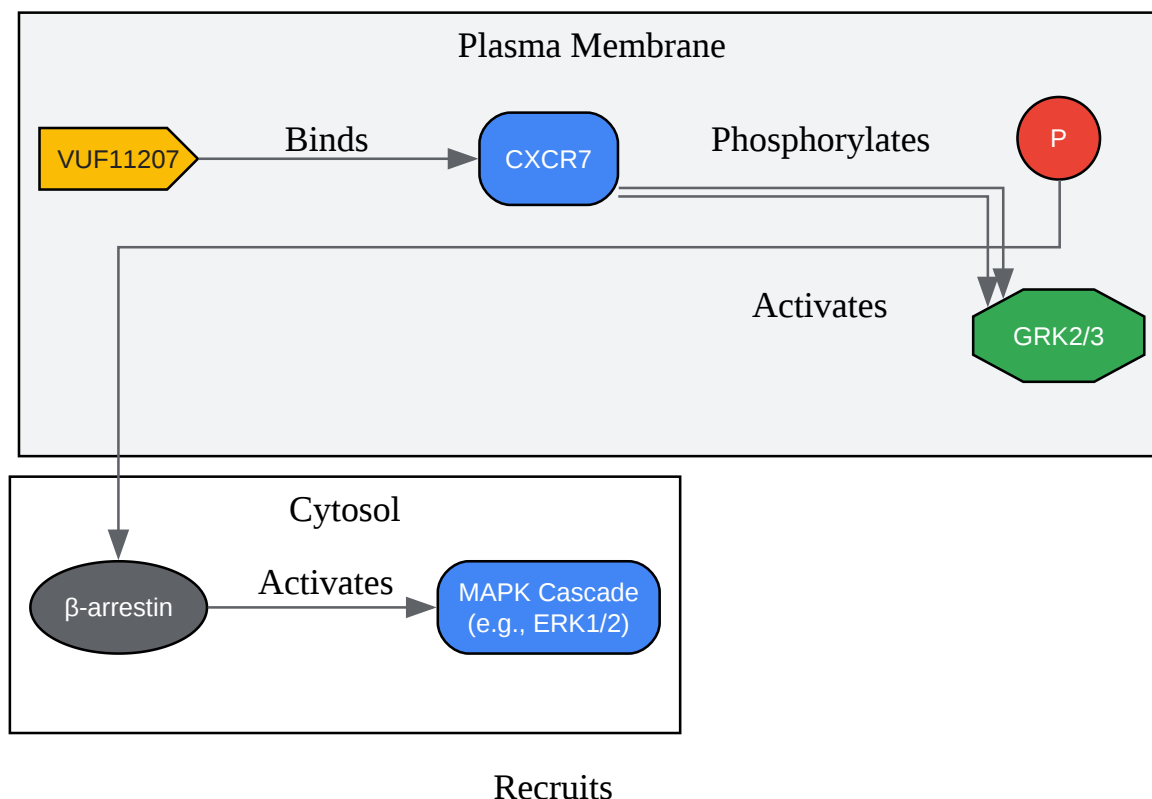 Plasma Membrane
VUF11207
Binds
CXCR7
Phosphorylates
P
Activates
GRK2/3
Cytosol
β-arrestin
Activates
MAPK Cascade
(e.g., ERK1/2)
Recruits